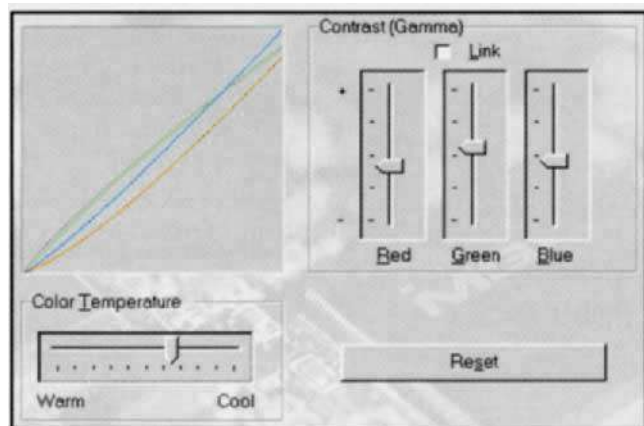 Contrast (Gamma)
Link
+
-
Red Green Blue
Color Temperature
Warm Cool
Reset